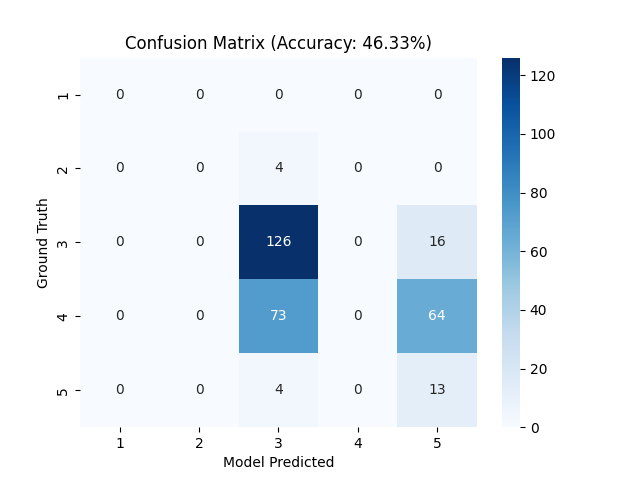 Confusion Matrix (Accuracy: 46.33%)
Ground Truth
1 0 0 0 0 0
2 0 0 4 0 0
3 0 0 126 0 16
4 0 0 73 0 64
5 0 0 4 0 13
1 2 3 4 5
Model Predicted
120
100
80
60
40
20
0